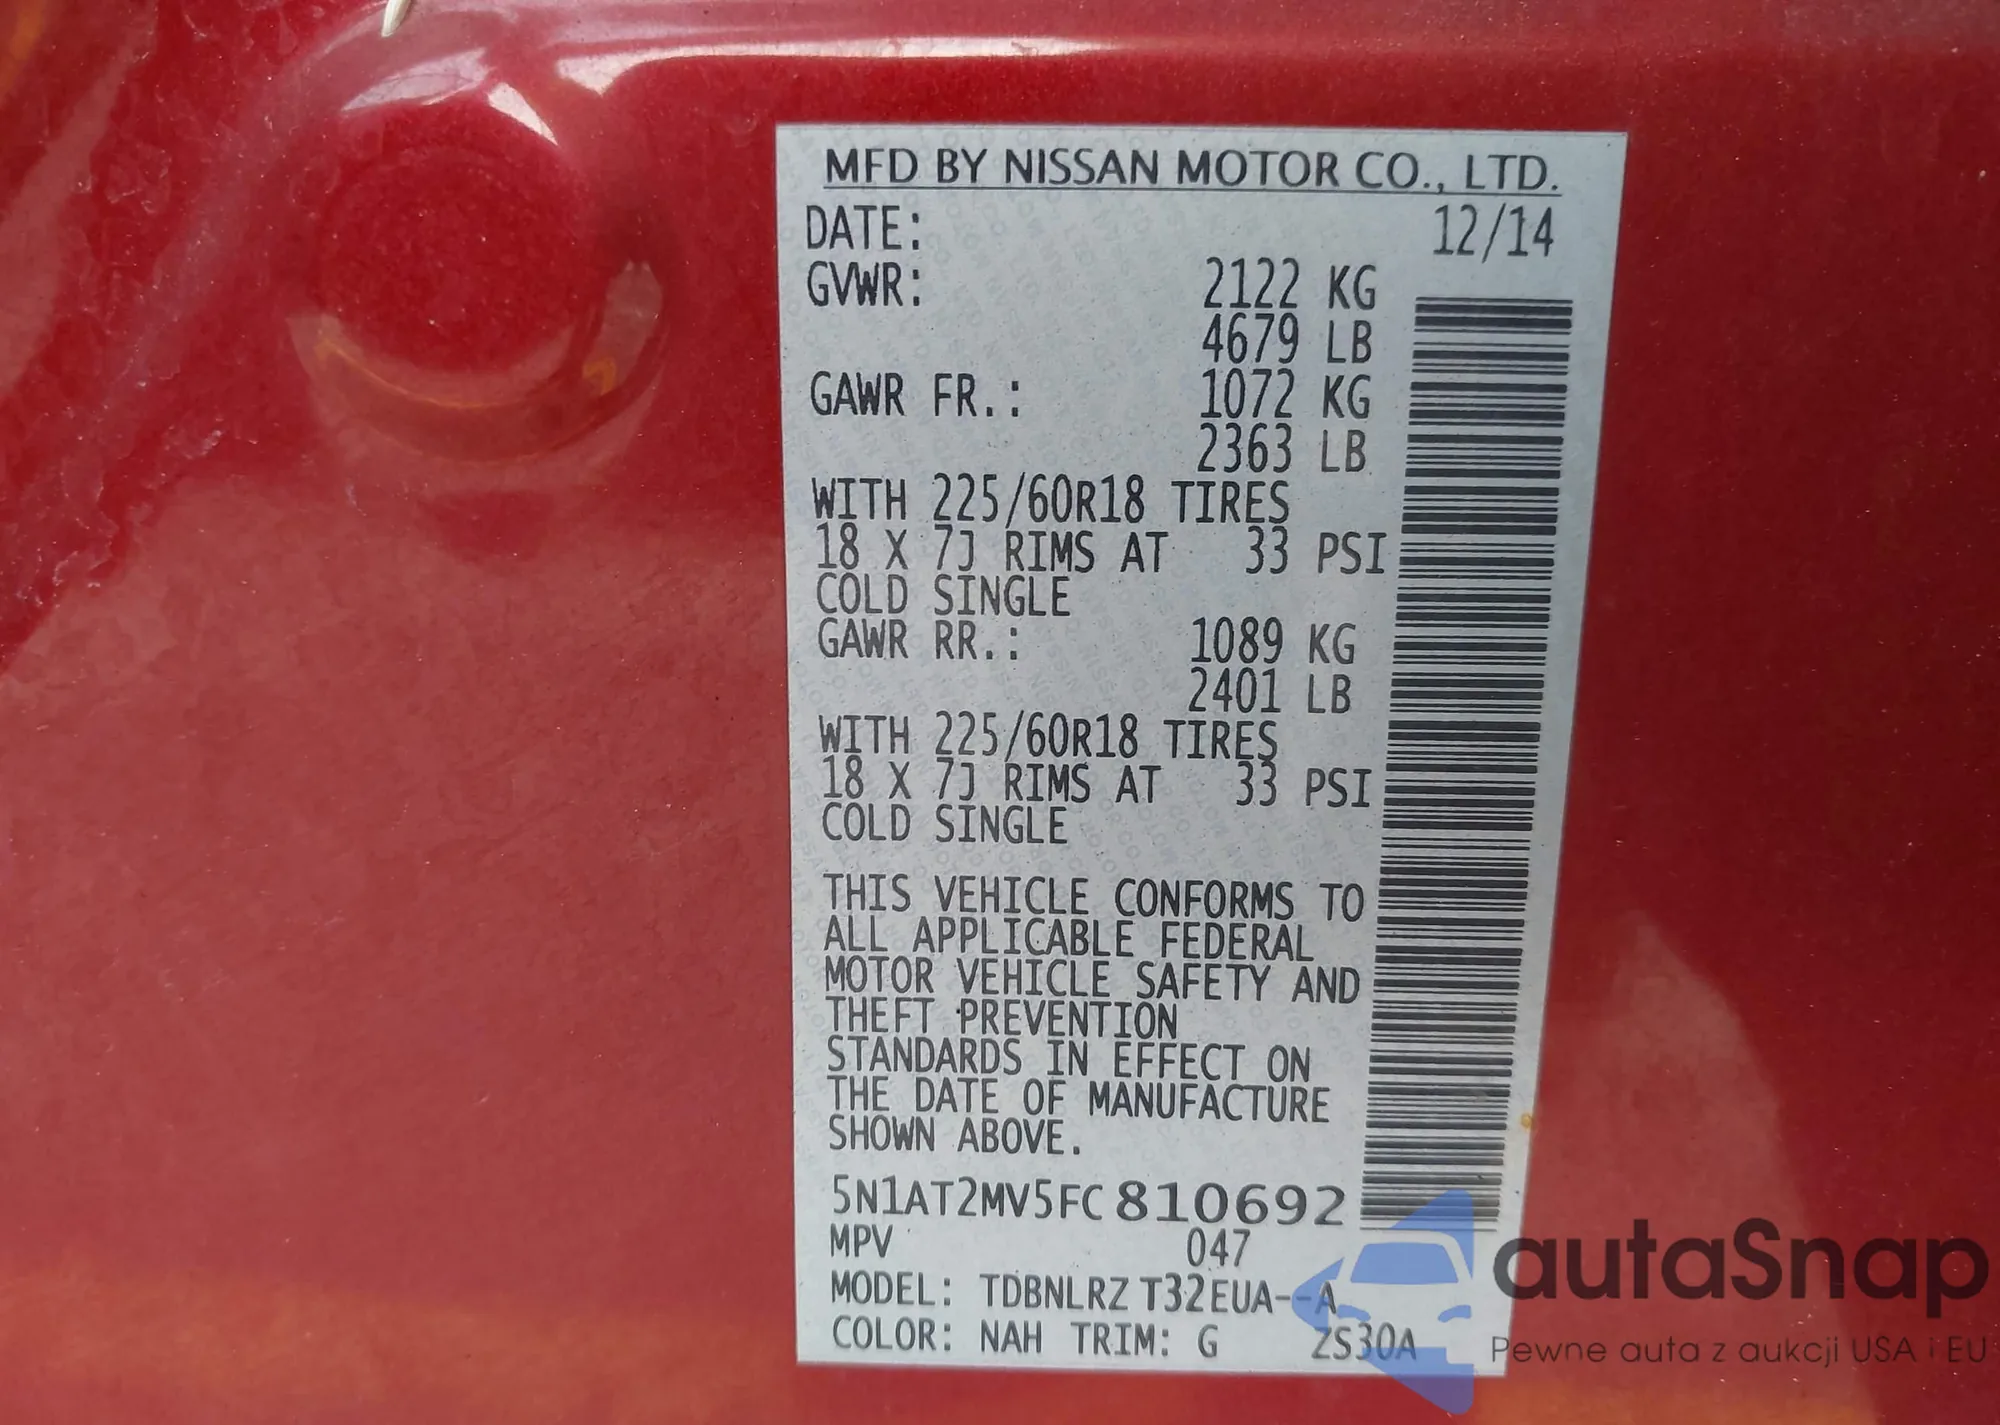 MFD BY NISSAN MOTOR CO., LTD.
DATE: 12/14
GVWR: 2122 KG
4679 LB
GAWR FR.: 1072 KG
2363 LB
WITH 225/60R18 TIRES
18 X 7J RIMS AT 33 PSI
COLD SINGLE
GAWR RR.: 1089 KG
2401 LB
WITH 225/60R18 TIRES
18 X 7J RIMS AT 33 PSI
COLD SINGLE
THIS VEHICLE CONFORMS TO
ALL APPLICABLE FEDERAL
MOTOR VEHICLE SAFETY AND
THEFT PREVENTION
STANDARDS IN EFFECT ON
THE DATE OF MANUFACTURE
SHOWN ABOVE.
5N1AT2MV5FC810692
MPV 047
MODEL: TDBNLRZ T32EUA--A
COLOR: NAH TRIM: G ZS30A
autaSnap
Pewne auta z aukcji USA i EU